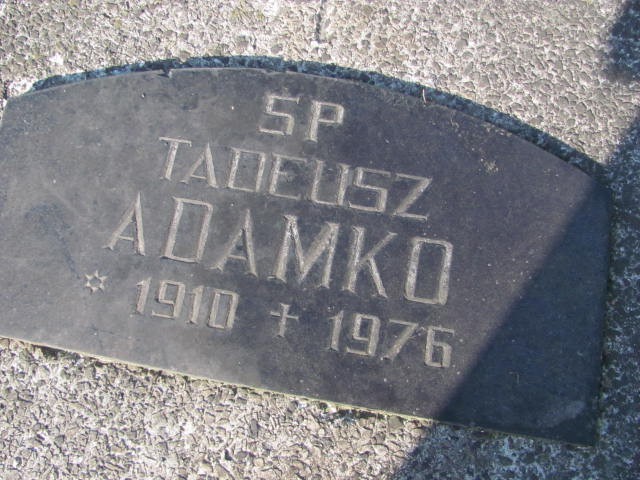 SP
TADEUSZ
ADAMKO
* 1910 † 1976